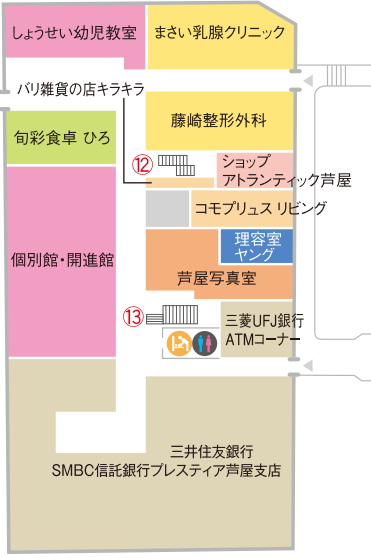 しょうせい幼児教室
まさい乳腺クリニック
バリ雑貨の店キラキラ
藤崎整形外科
旬彩食卓 ひろ
⑫
ショップ
アトランティック芦屋
コモプリュス リビング
個別館・開進館
理容室
ヤング
芦屋写真室
⑬
三菱UFJ銀行
ATMコーナー
三井住友銀行
SMBC信託銀行プレスティア芦屋支店